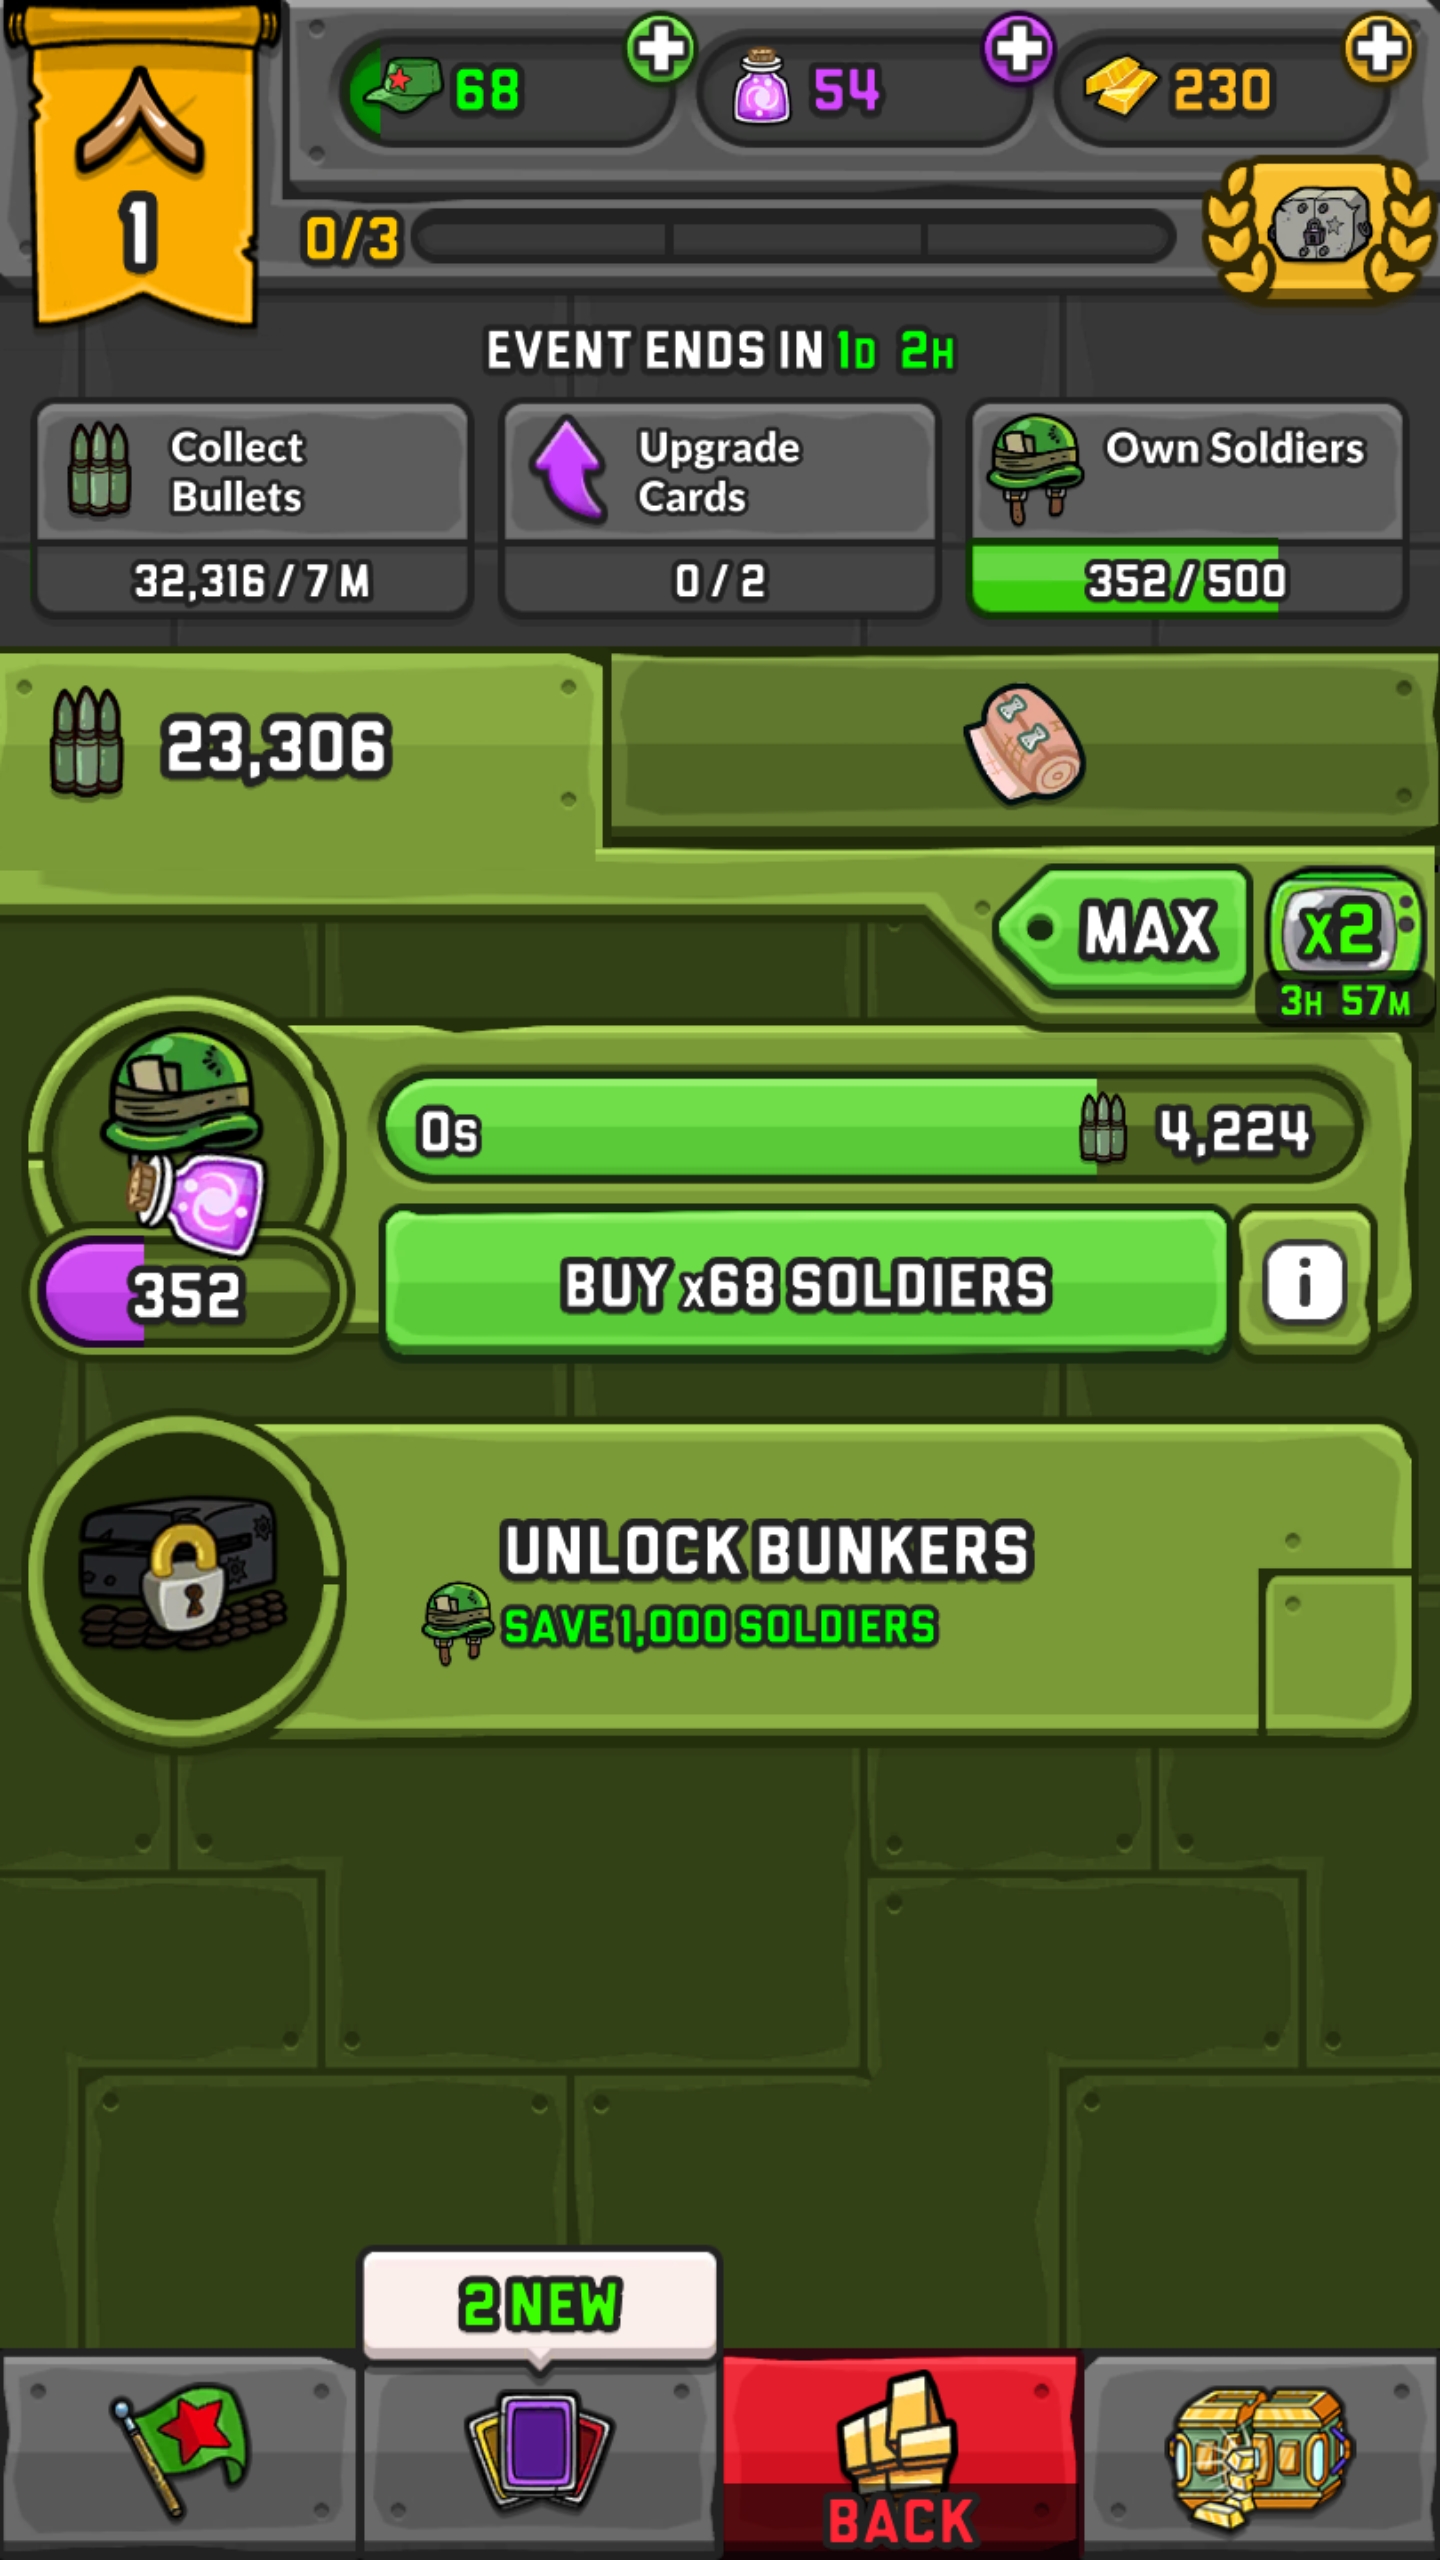 68
54
230
1
0/3
EVENT ENDS IN 1D 2H
Collect
Bullets
32,316 / 7 M
Upgrade
Cards
0 / 2
Own Soldiers
352 / 500
23,306
MAX
x2
3H 57M
0s
4,224
352
BUY x68 SOLDIERS
i
UNLOCK BUNKERS
SAVE 1,000 SOLDIERS
2 NEW
BACK